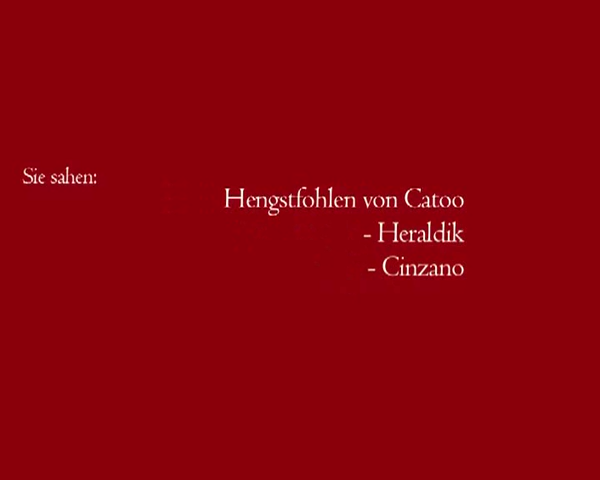 Sie sahen:
Hengstfohlen von Catoo
- Heraldik
- Cinzano